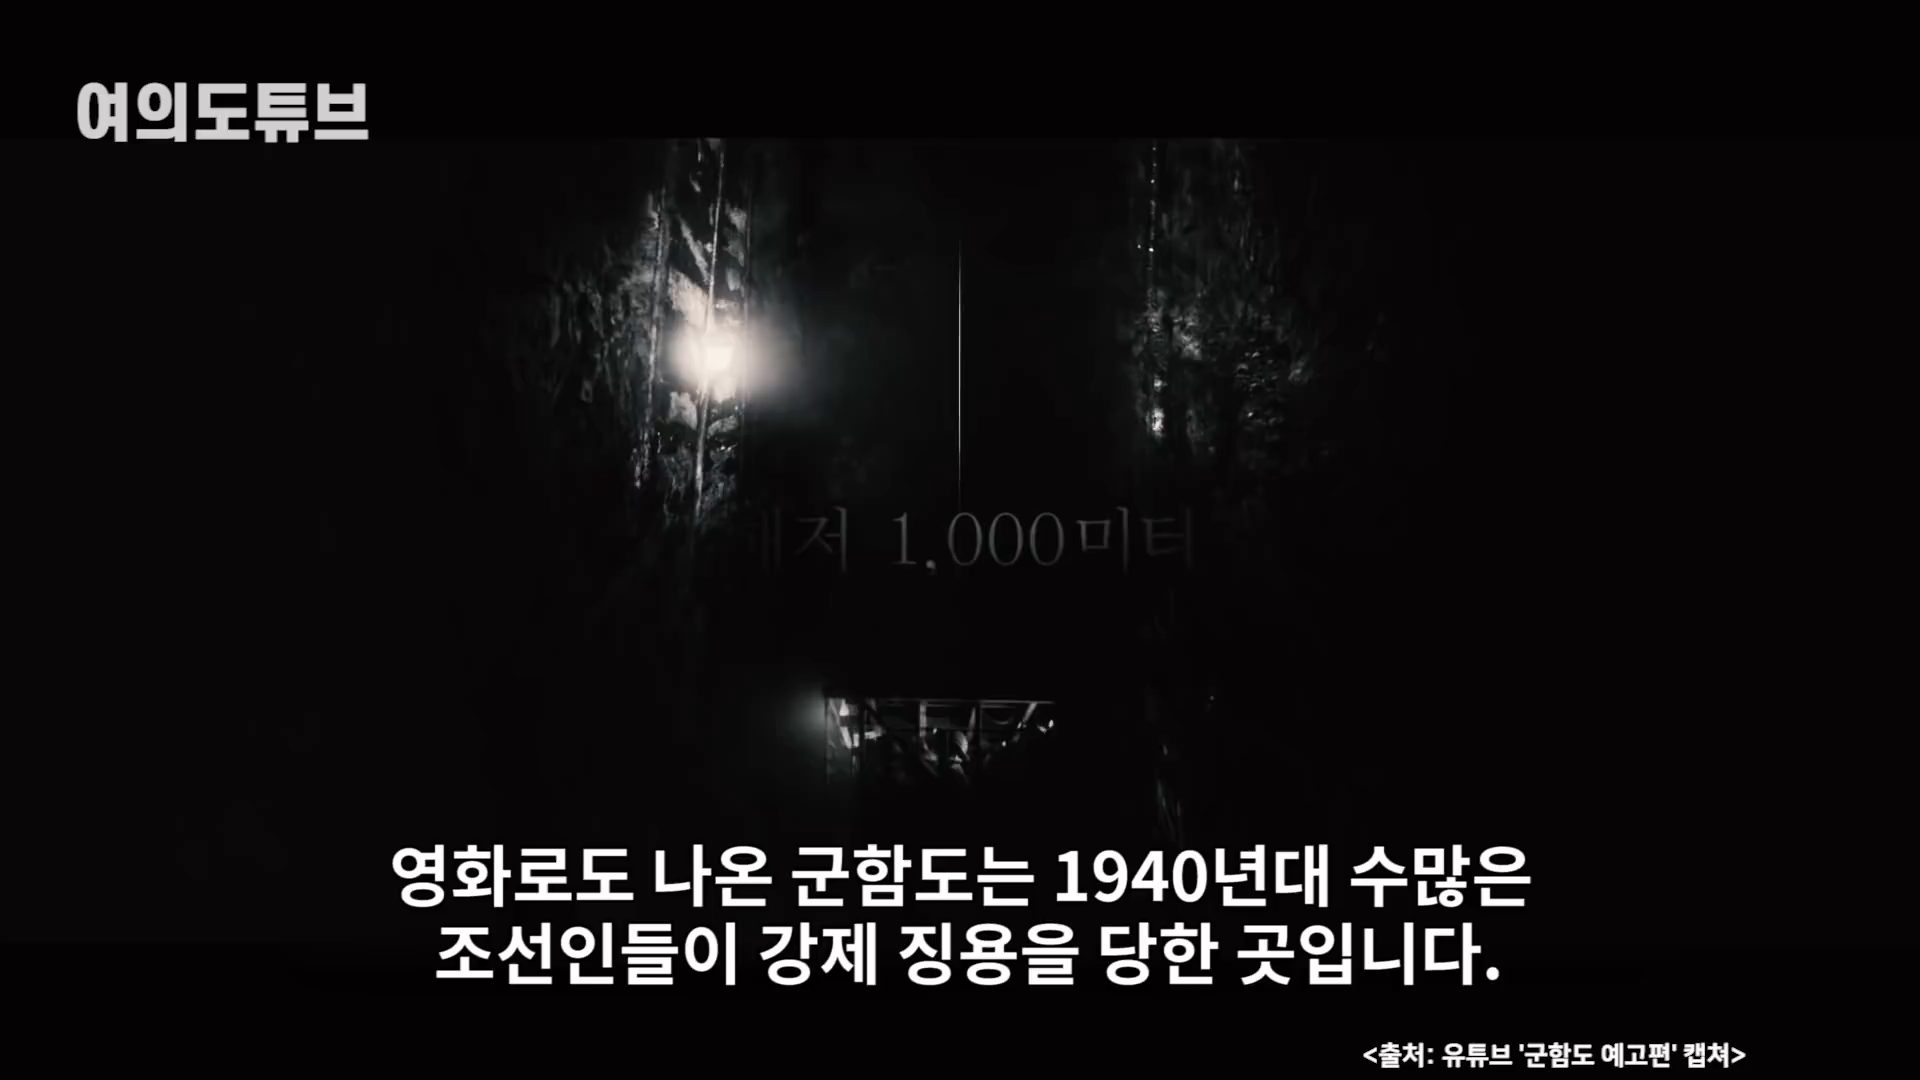 여의도튜브
해저 1,000미터
영화로도 나온 군함도는 1940년대 수많은
조선인들이 강제 징용을 당한 곳입니다.
<출처: 유튜브 '군함도 예고편' 캡쳐>